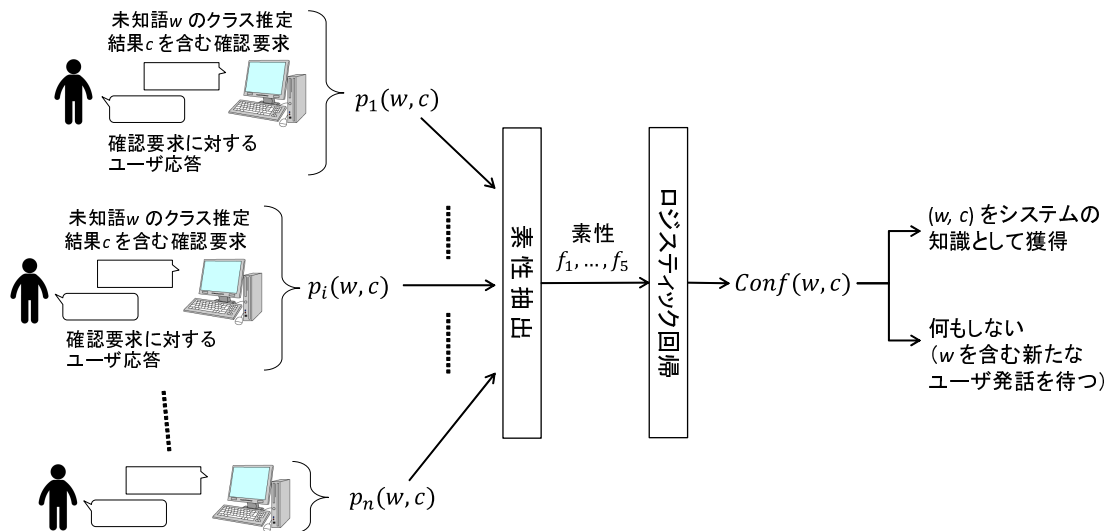 未知語w のクラス推定
結果c を含む確認要求
確認要求に対する
ユーザ応答
p₁(w, c)
未知語w のクラス推定
結果c を含む確認要求
確認要求に対する
ユーザ応答
pᵢ(w, c)
pₙ(w, c)
素性抽出
素性
f₁, … , f₅
ロジスティック回帰
Conf(w, c)
(w, c) をシステムの
知識として獲得
何もしない
(w を含む新たな
ユーザ発話を待つ)